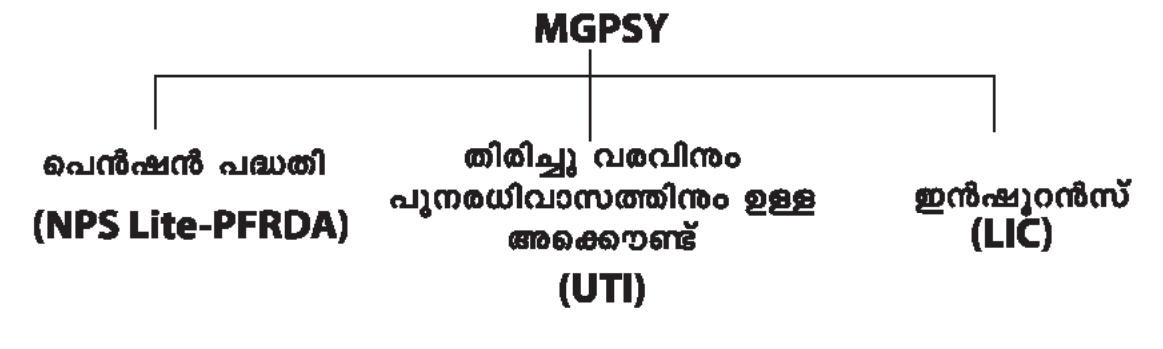 MGPSY
പെൻഷൻ പദ്ധതി
(NPS Lite-PFRDA)
തിരിച്ചു വരവിനും
പുനരധിവാസത്തിനും ഉള്ള
അക്കൌണ്ട്
(UTI)
ഇൻഷൂറൻസ്
(LIC)